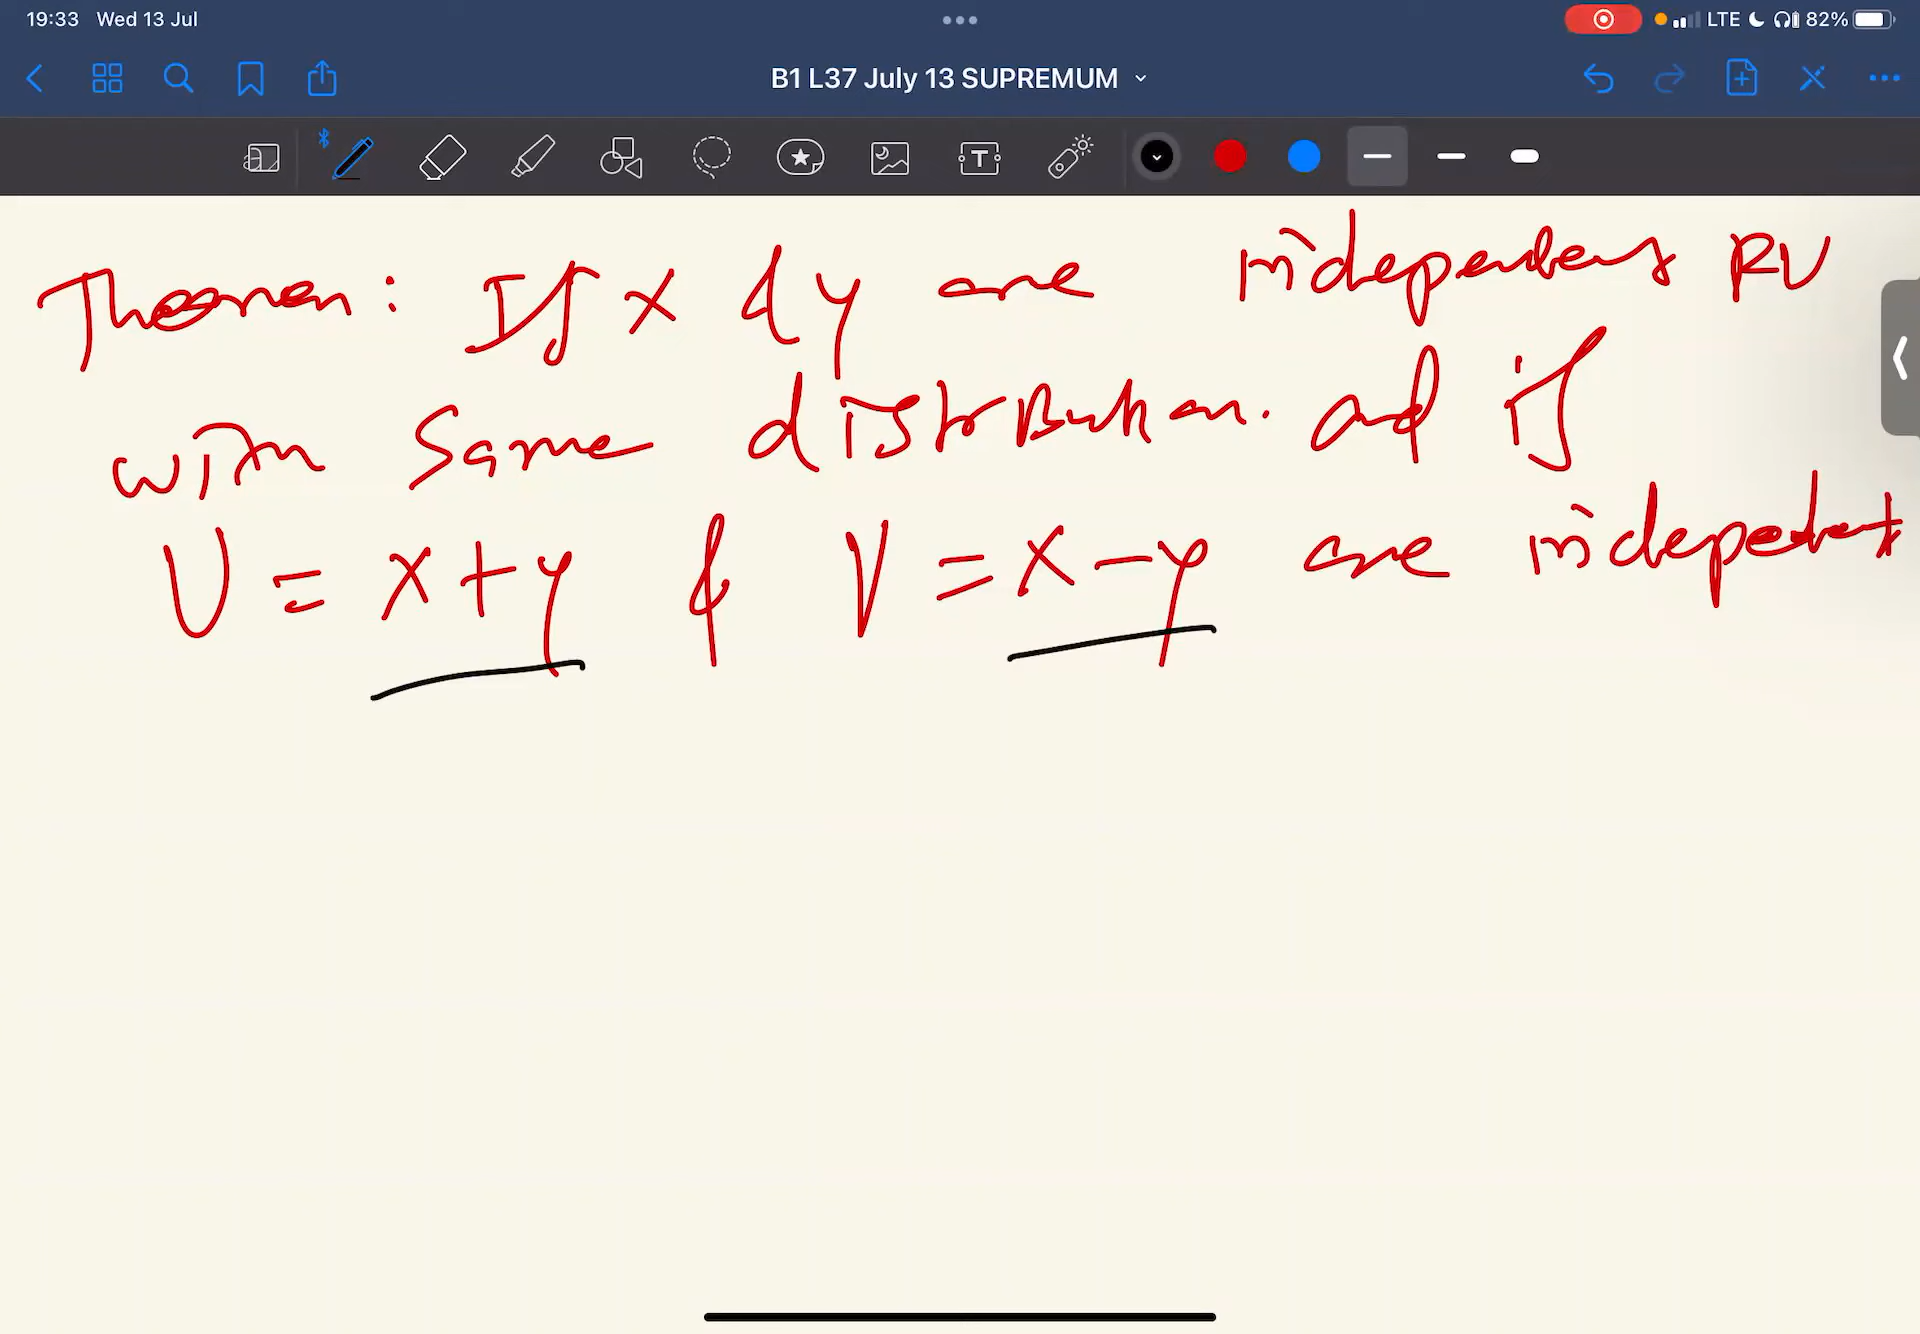 19:33 Wed 13 Jul
LTE 82%
B1 L37 July 13 SUPREMUM
Theorem: If X & Y are independent RV
with same distribution. and if
U = X + Y & V = X - Y are independent